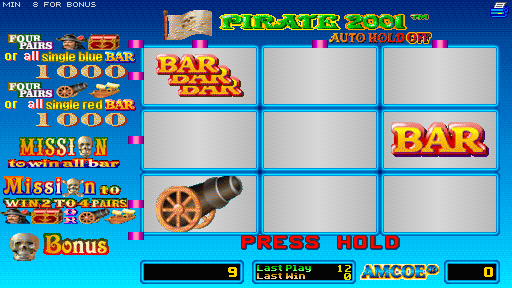 MIN 8 FOR BONUS
PIRATE 2001™
AUTO HOLD OFF
FOUR PAIRS
or all single blue BAR
1000
FOUR PAIRS
or all single red BAR
1000
MISSION
to win all bar
Mission to
WIN 2 TO 4 PAIRS
OR
Bonus
BAR
BAR
BAR
BAR
PRESS HOLD
9
Last Play 12
Last Win 0
AMCOE
0